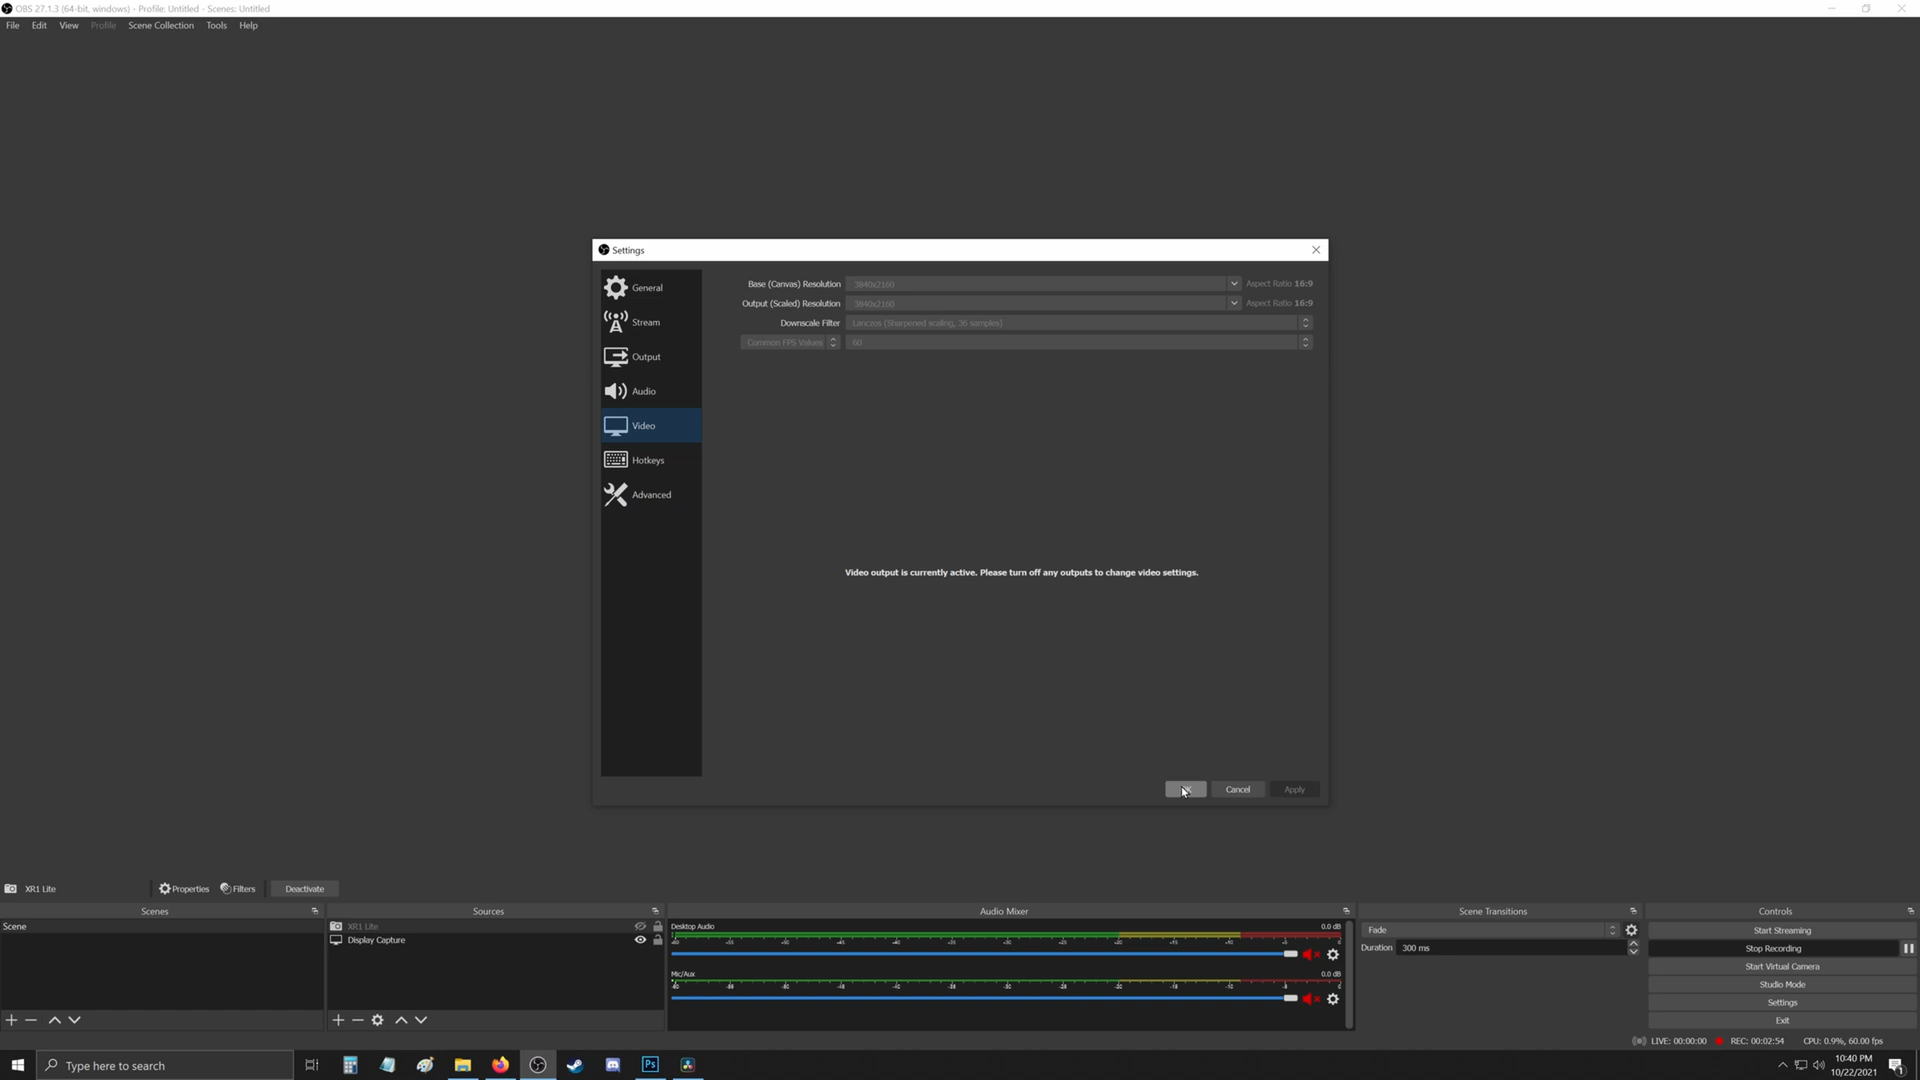 OBS 27.1.3 (64-bit, windows) - Profile: Untitled - Scenes: Untitled
File Edit View Profile Scene Collection Tools Help
Settings
General
Stream
Output
Audio
Video
Hotkeys
Advanced
Base (Canvas) Resolution 3840x2160 Aspect Ratio 16:9
Output (Scaled) Resolution 3840x2160 Aspect Ratio 16:9
Downscale Filter Lanczos (Sharpened scaling, 36 samples)
Common FPS Values 60
Video output is currently active. Please turn off any outputs to change video settings.
Cancel Apply
XR1 Lite Properties Filters Deactivate
Scenes
Scene
Sources
XR1 Lite
Display Capture
Audio Mixer
Desktop Audio 0.0 dB
Mic/Aux 0.0 dB
Scene Transitions
Fade
Duration 300 ms
Controls
Start Streaming
Stop Recording
Start Virtual Camera
Studio Mode
Settings
Exit
LIVE: 00:00:00 REC: 00:02:54 CPU: 0.9%, 60.00 fps
Type here to search
Ps
10:40 PM
10/22/2021
1